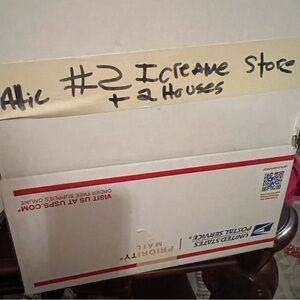 Attic #2 Icreame Store
+ 2 Houses
UNITED STATES
POSTAL SERVICE®
PRIORITY
MAIL
VISIT US AT USPS.COM®
ORDER FREE SUPPLIES ONLINE